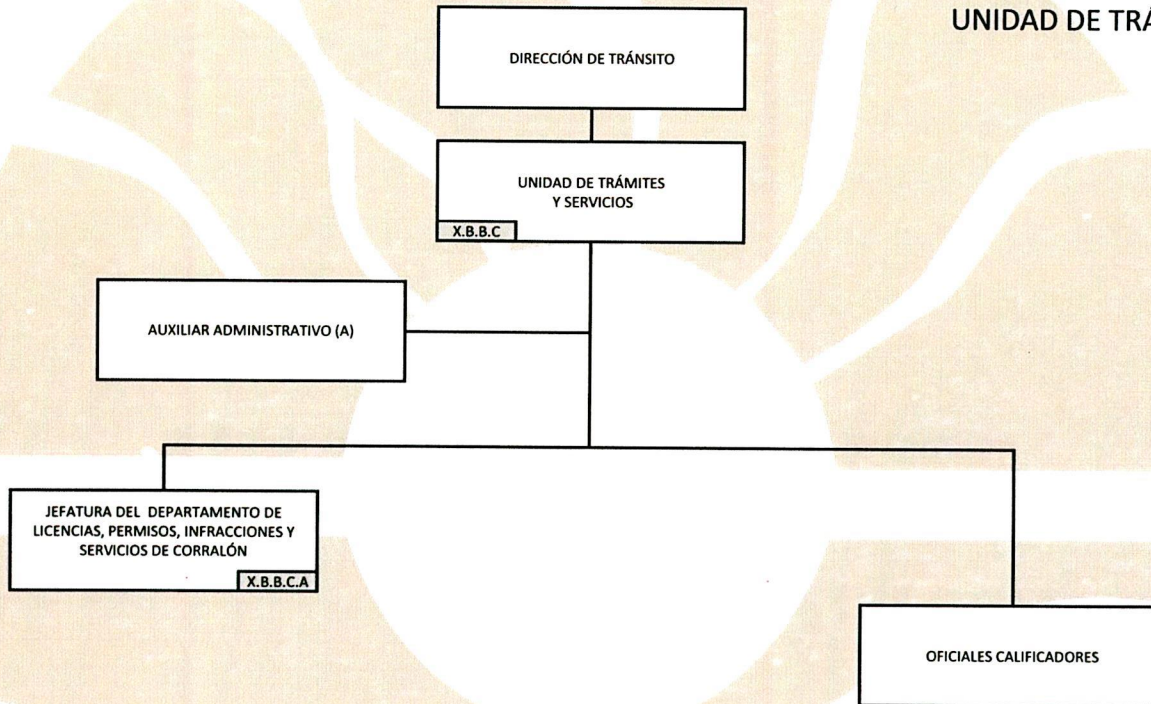 UNIDAD DE TRÁ
DIRECCIÓN DE TRÁNSITO
UNIDAD DE TRÁMITES
Y SERVICIOS
X.B.B.C
AUXILIAR ADMINISTRATIVO (A)
JEFATURA DEL DEPARTAMENTO DE
LICENCIAS, PERMISOS, INFRACCIONES Y
SERVICIOS DE CORRALÓN
X.B.B.C.A
OFICIALES CALIFICADORES